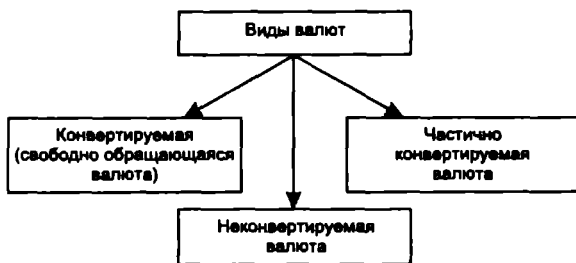 Виды валют
Конвертируемая
(свободно обращающаяся
валюта)
Частично
конвертируемая
валюта
Неконвертируемая
валюта